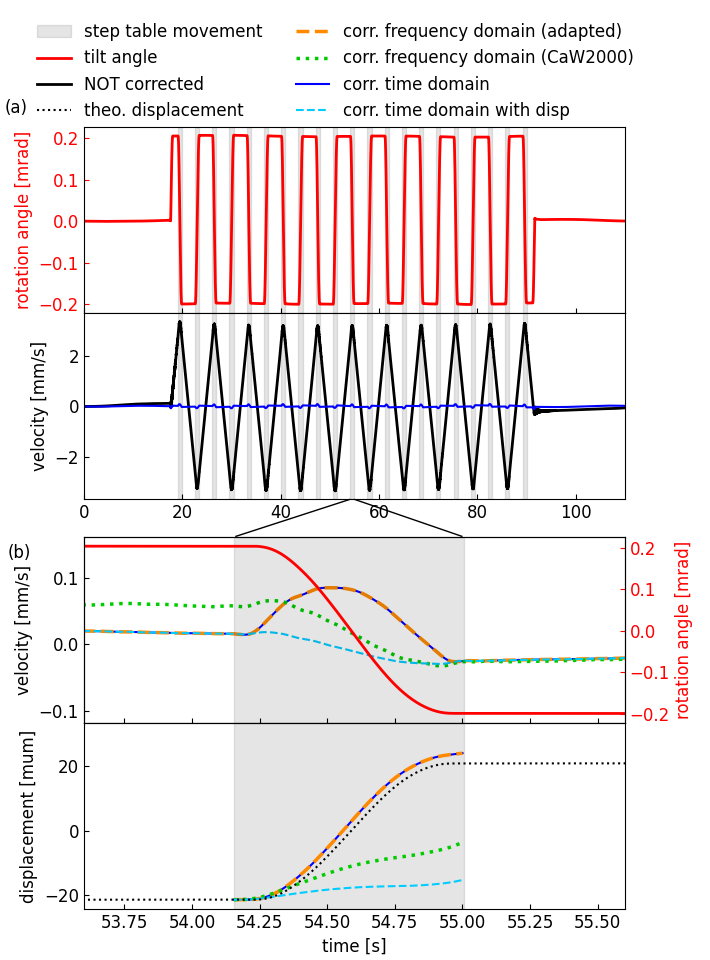 step table movement
tilt angle
NOT corrected
theo. displacement
corr. frequency domain (adapted)
corr. frequency domain (CaW2000)
corr. time domain
corr. time domain with disp
(a)
rotation angle [mrad]
0.2
0.1
0.0
−0.1
−0.2
velocity [mm/s]
2
0
−2
0
20
40
60
80
100
(b)
velocity [mm/s]
0.1
0.0
−0.1
rotation angle [mrad]
0.2
0.1
0.0
−0.1
−0.2
displacement [mum]
20
0
−20
53.75
54.00
54.25
54.50
54.75
55.00
55.25
55.50
time [s]